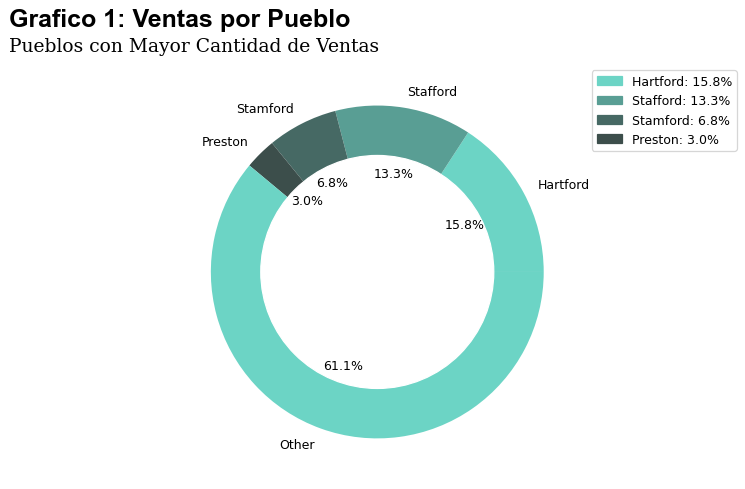 Grafico 1: Ventas por Pueblo
Pueblos con Mayor Cantidad de Ventas
Hartford: 15.8%
Stafford: 13.3%
Stamford: 6.8%
Preston: 3.0%
Stafford
Stamford
Preston
Hartford
13.3%
6.8%
3.0%
15.8%
61.1%
Other